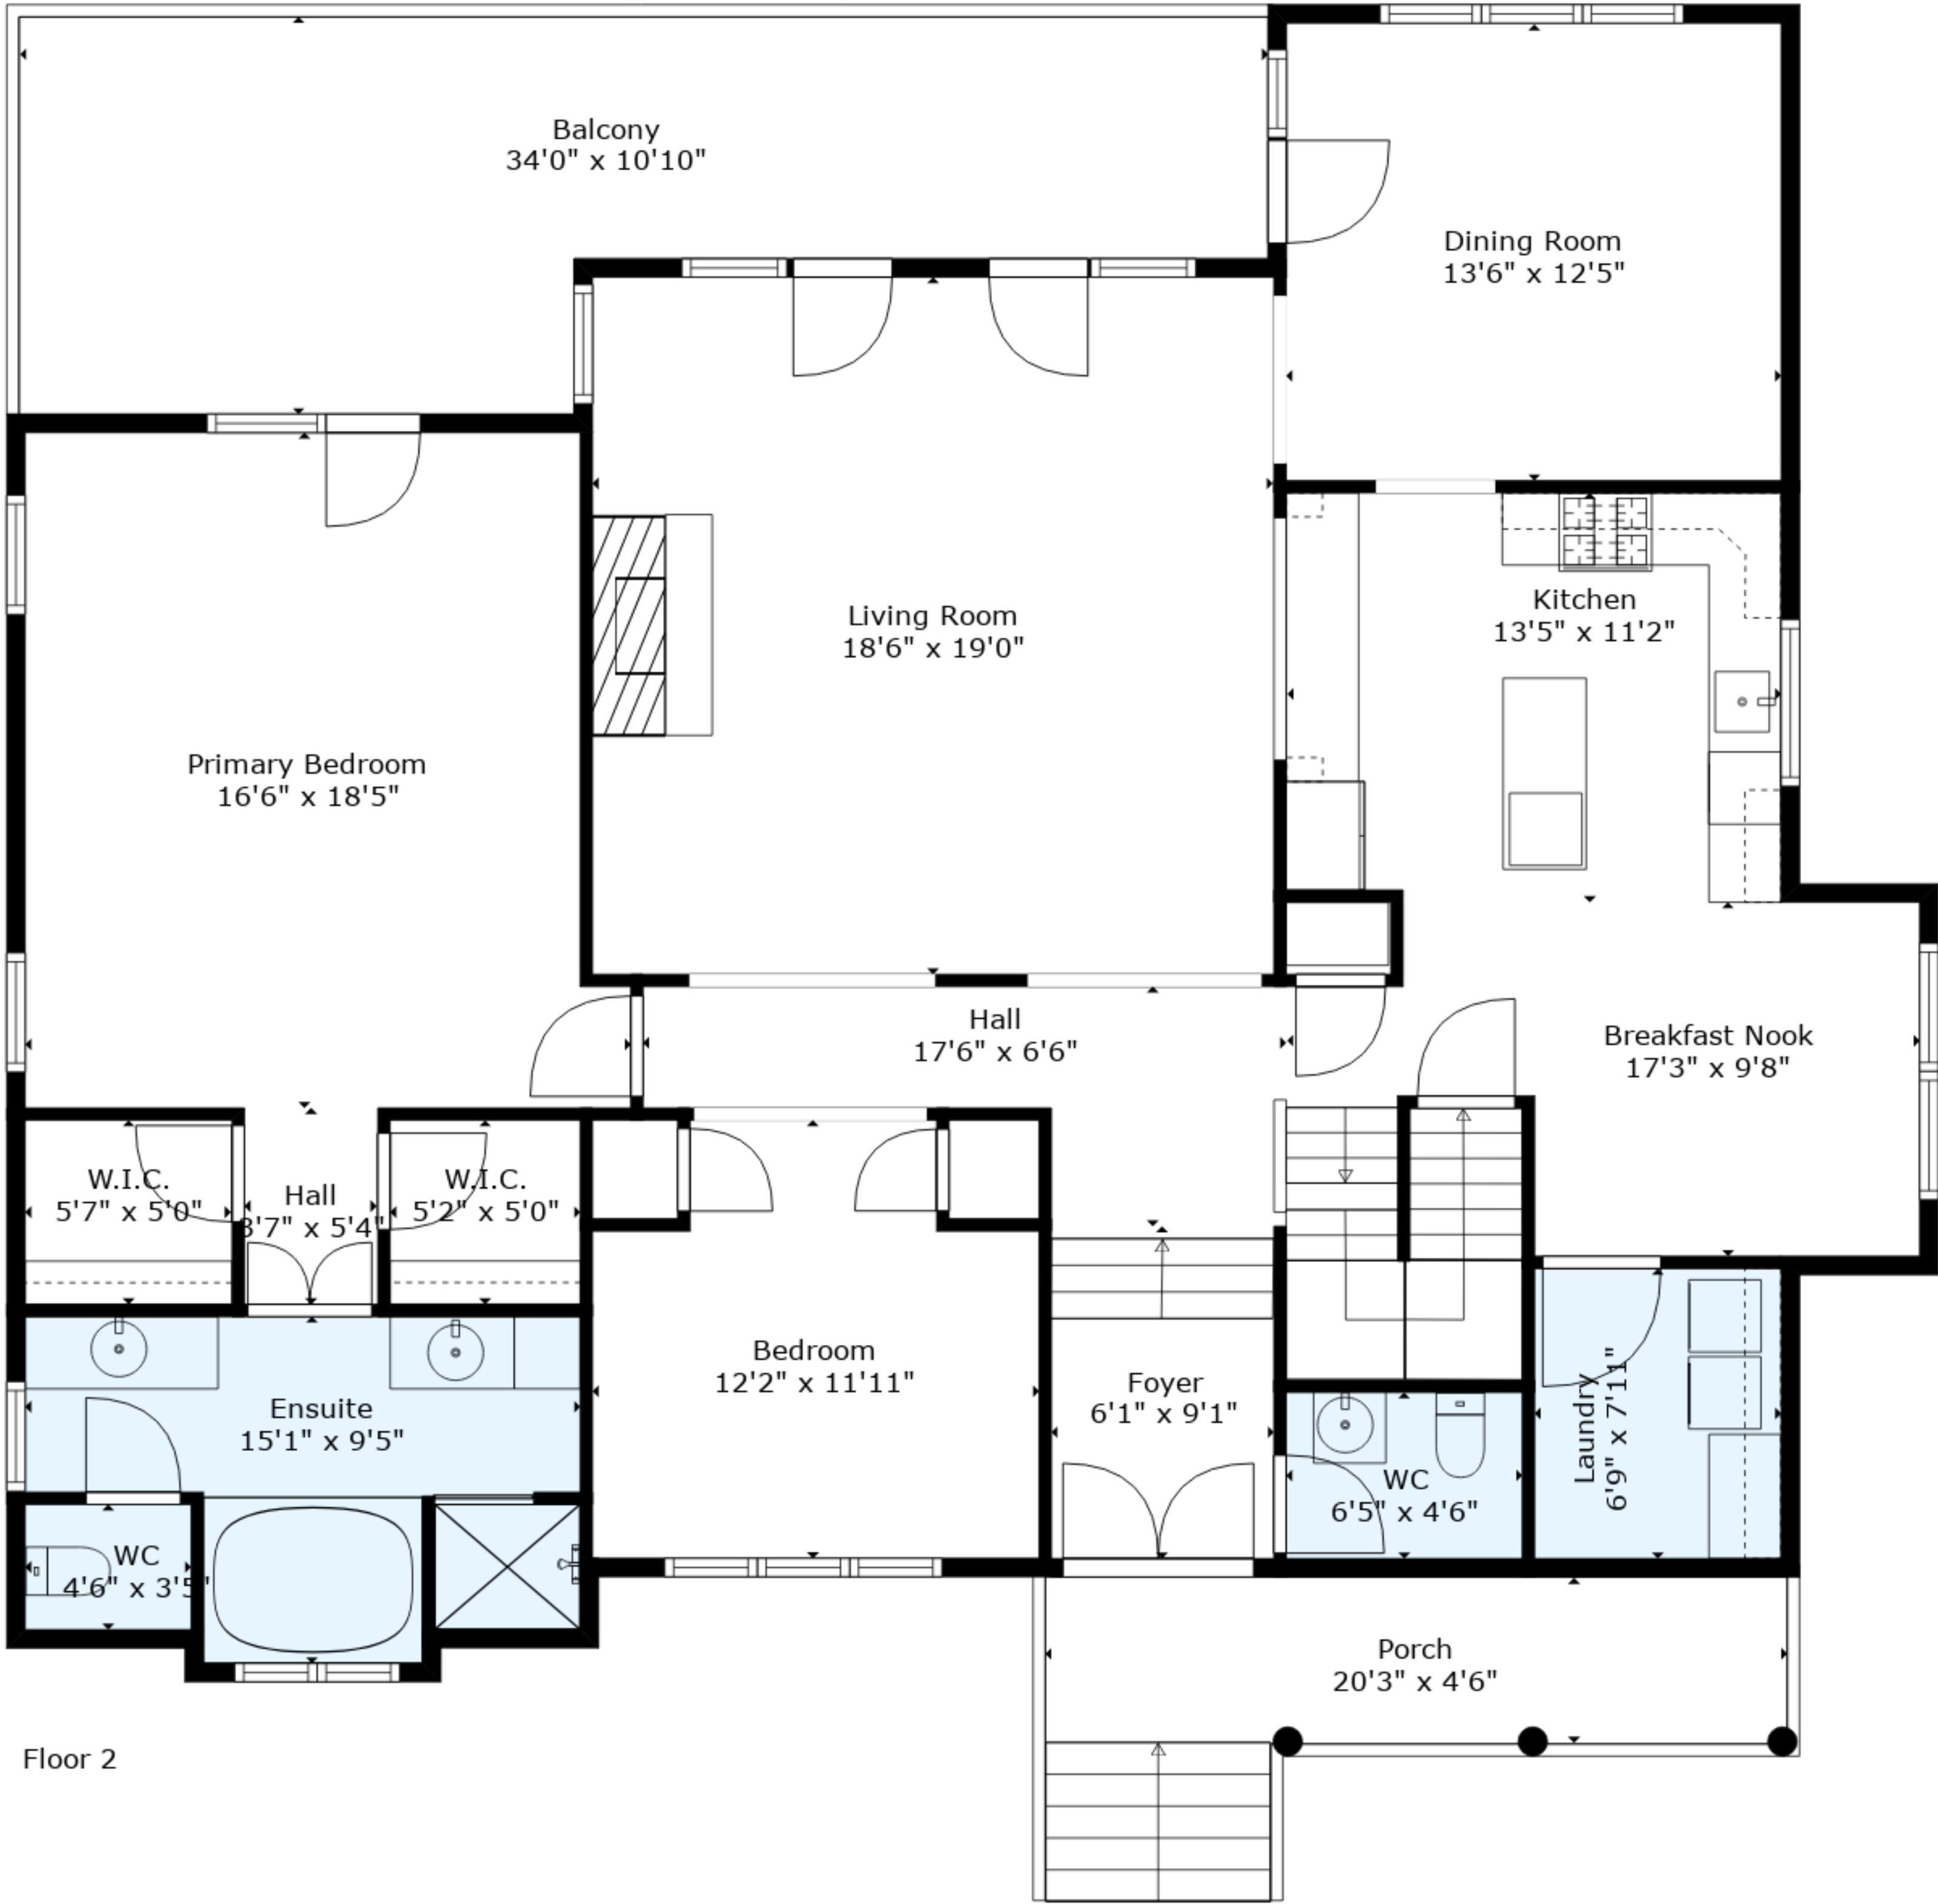 Balcony
34'0" x 10'10"
Dining Room
13'6" x 12'5"
Living Room
18'6" x 19'0"
Kitchen
13'5" x 11'2"
Primary Bedroom
16'6" x 18'5"
Hall
17'6" x 6'6"
Breakfast Nook
17'3" x 9'8"
W.I.C.
5'7" x 5'0"
Hall
3'7" x 5'4"
W.I.C.
5'2" x 5'0"
Bedroom
12'2" x 11'11"
Foyer
6'1" x 9'1"
Ensuite
15'1" x 9'5"
WC
6'5" x 4'6"
Laundry
6'9" x 7'11"
WC
4'6" x 3'5"
Porch
20'3" x 4'6"
Floor 2